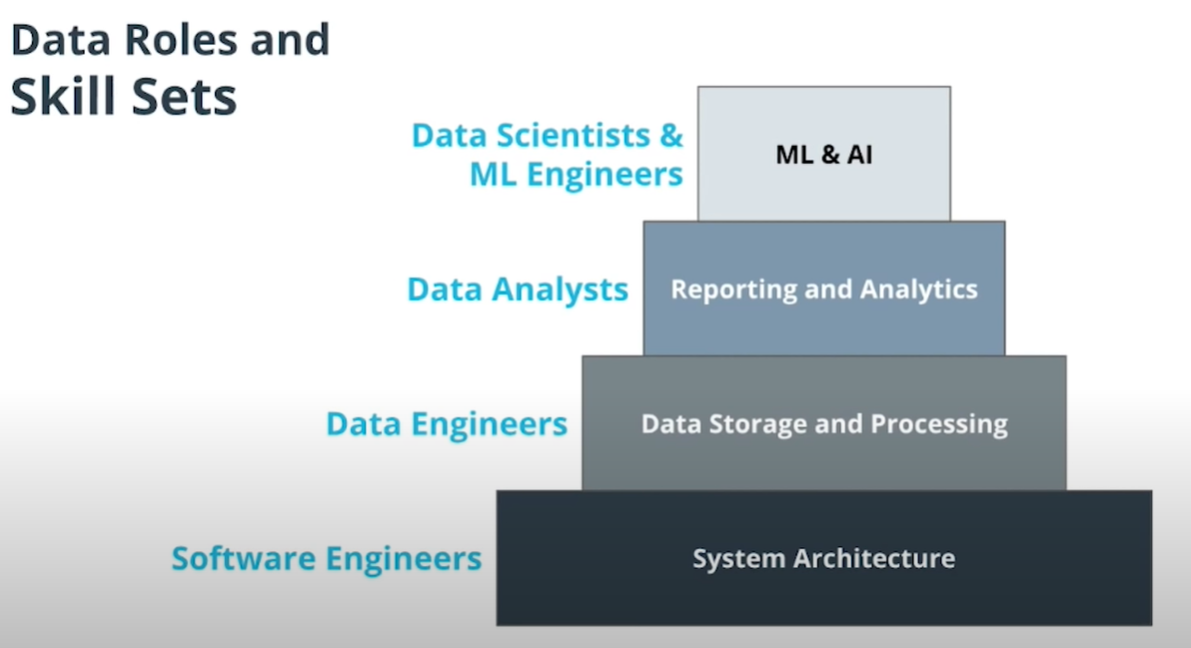 Data Roles and
Skill Sets
Data Scientists &
ML Engineers
ML & AI
Data Analysts
Reporting and Analytics
Data Engineers
Data Storage and Processing
Software Engineers
System Architecture